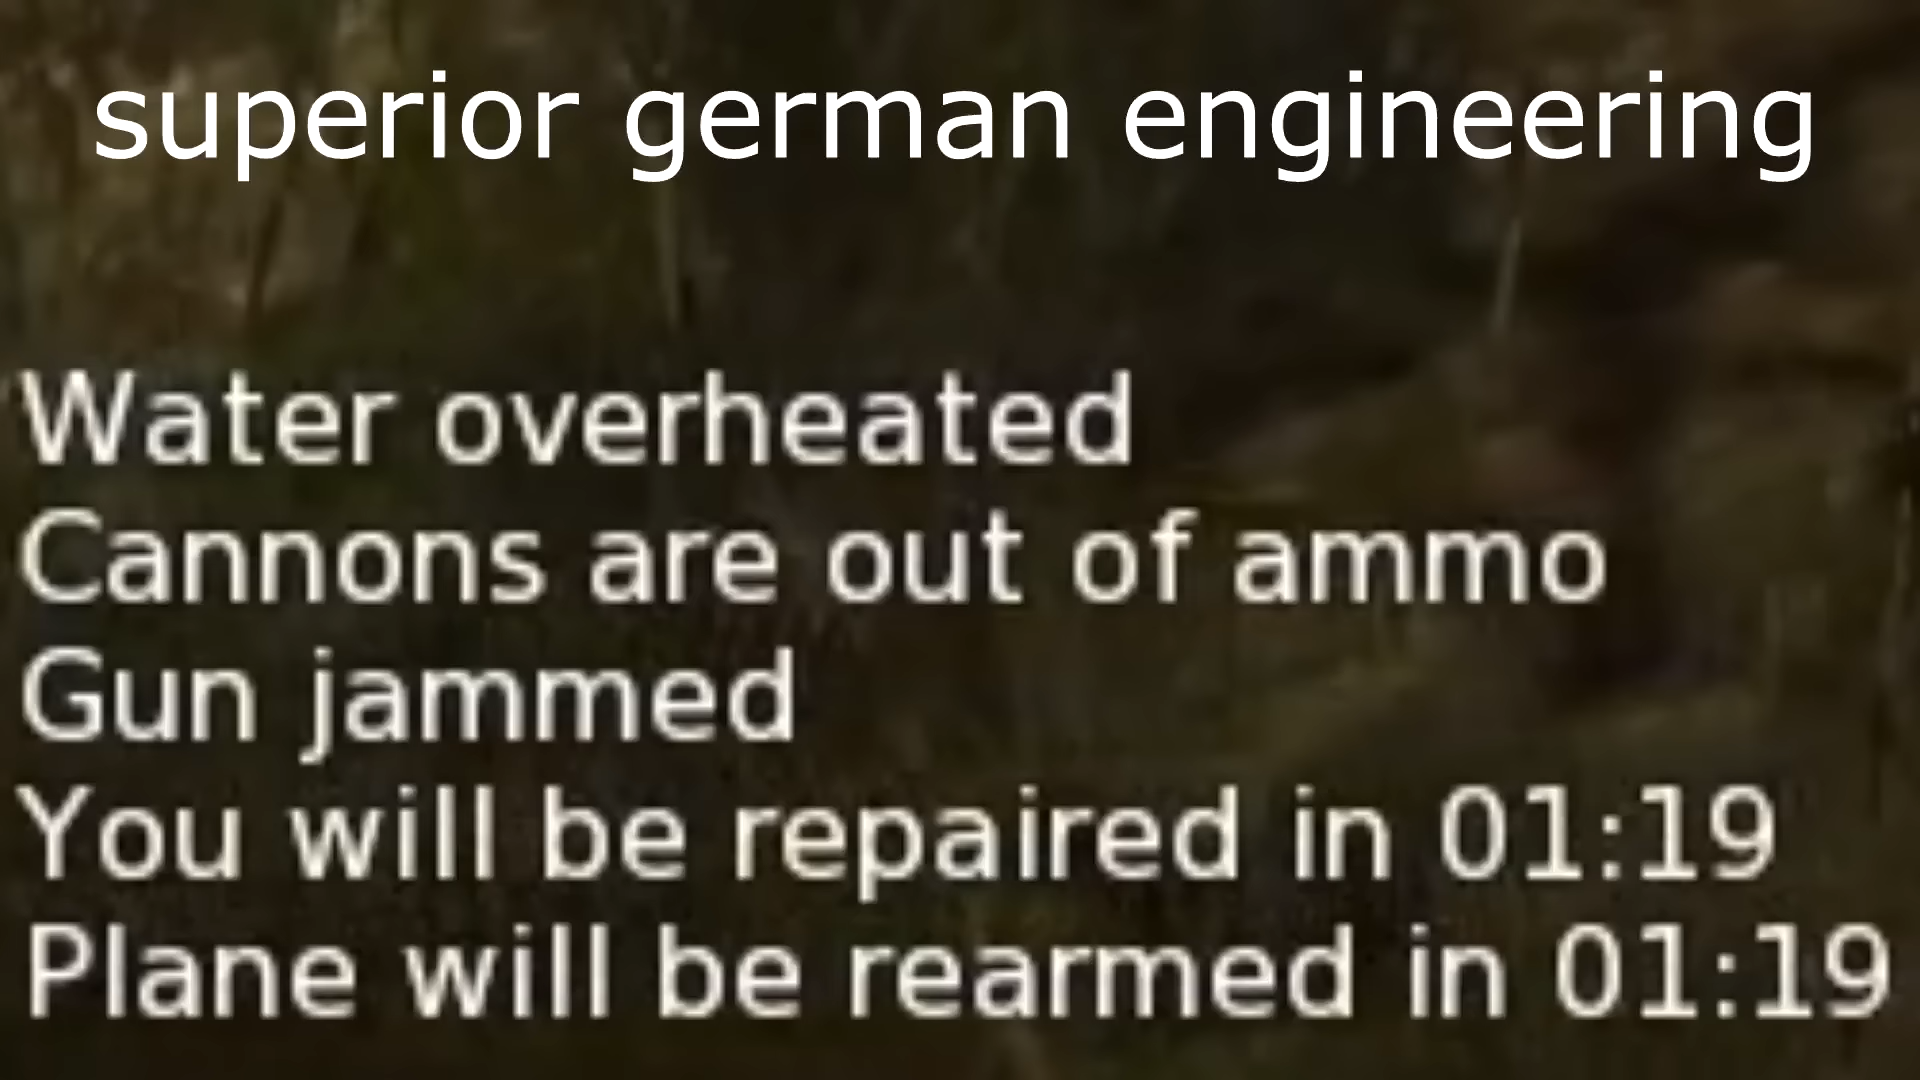 superior german engineering
Water overheated
Cannons are out of ammo
Gun jammed
You will be repaired in 01:19
Plane will be rearmed in 01:19